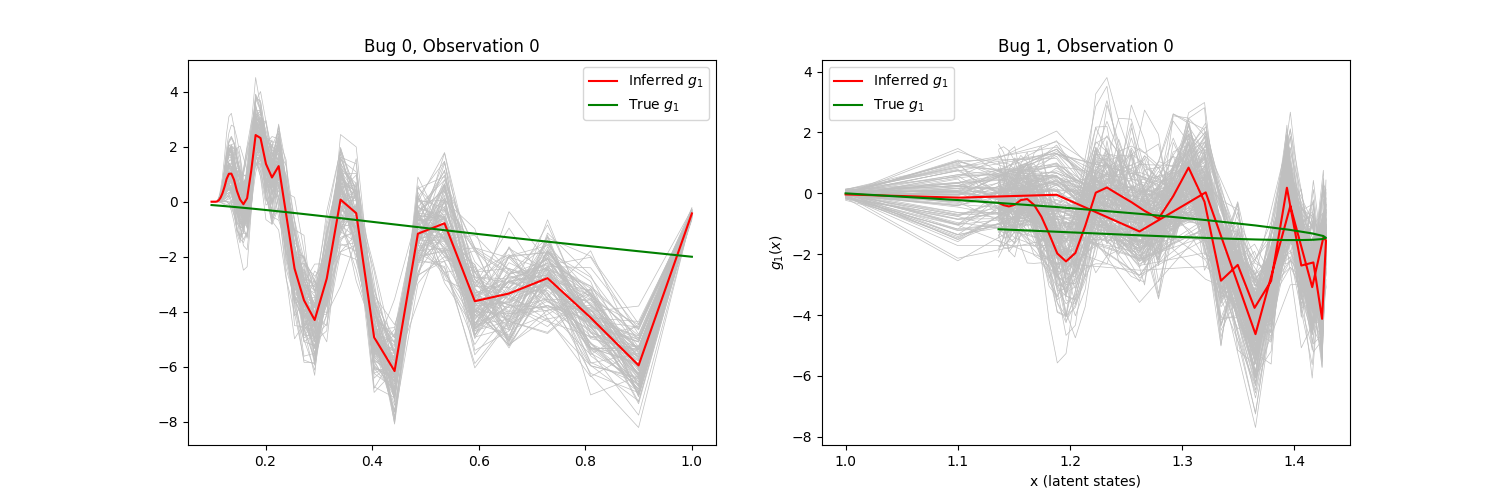 Bug 0, Observation 0
Inferred g₁
True g₁
4
2
0
−2
−4
−6
−8
0.2 0.4 0.6 0.8 1.0
Bug 1, Observation 0
Inferred g₁
True g₁
g₁(x)
4
2
0
−2
−4
−6
−8
1.0 1.1 1.2 1.3 1.4
x (latent states)